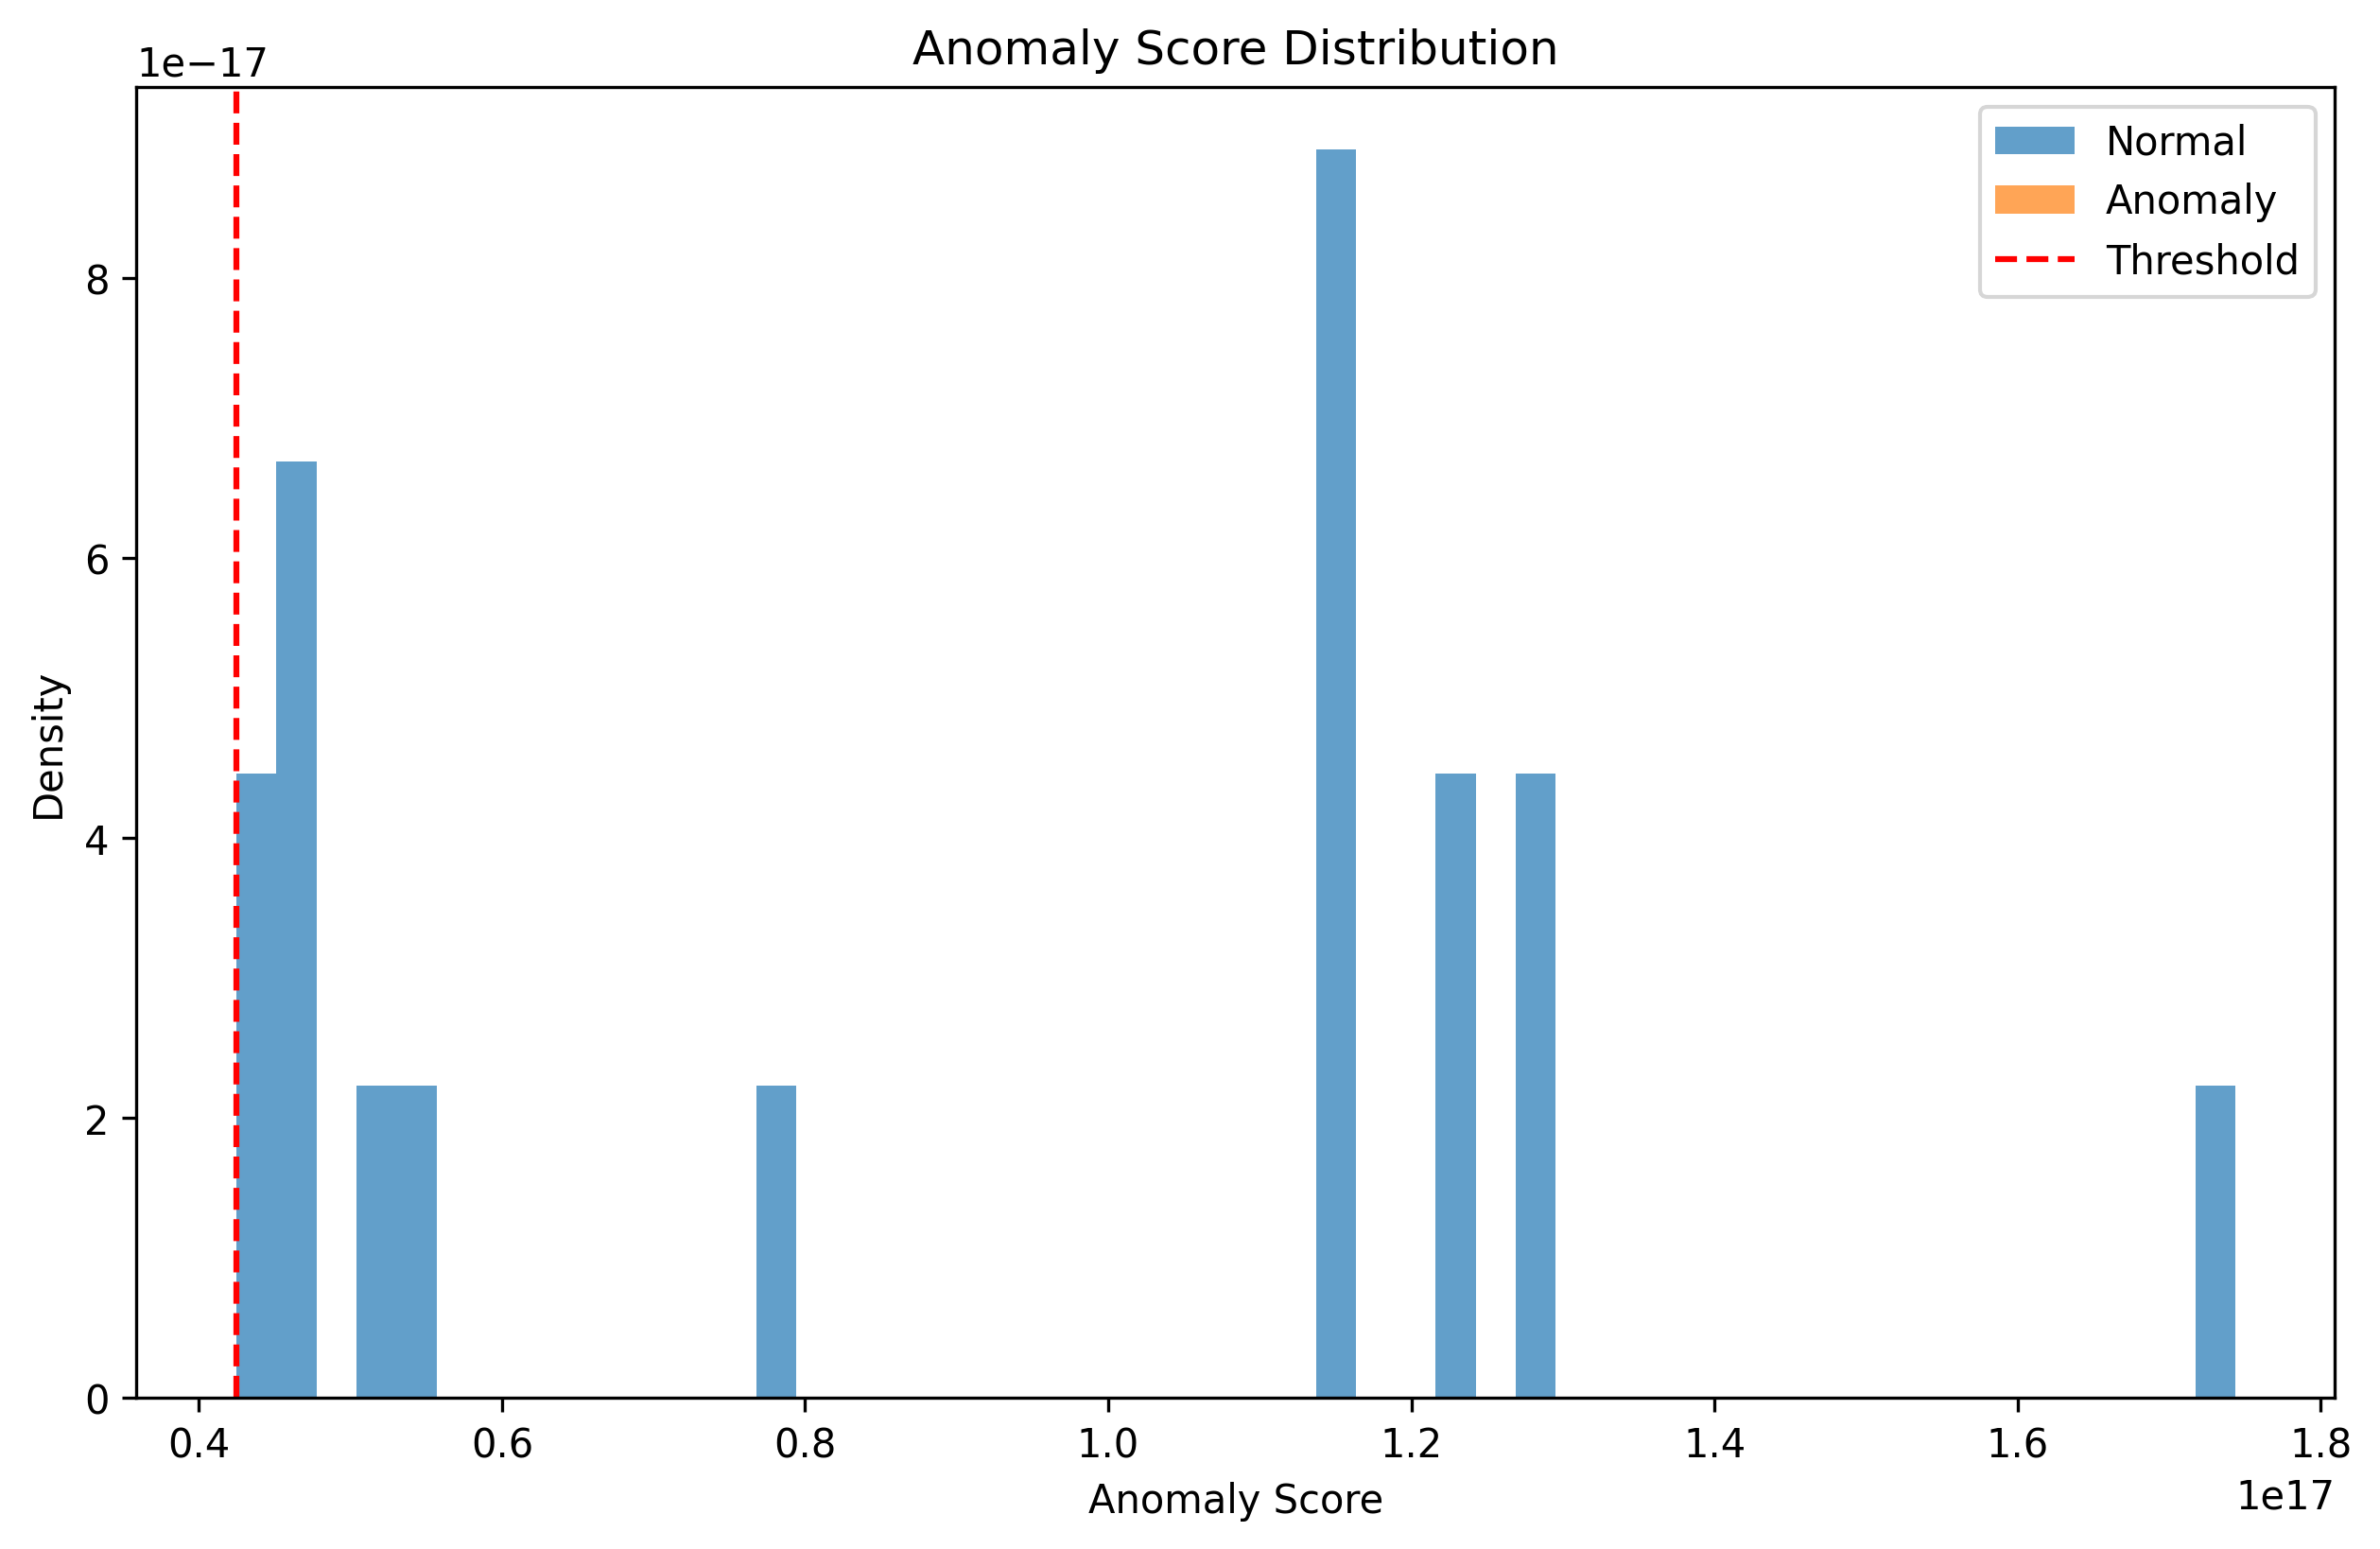 Anomaly Score Distribution
1e−17
Normal
Anomaly
Threshold
8
6
4
2
0
Density
0.4 0.6 0.8 1.0 1.2 1.4 1.6 1.8
1e17
Anomaly Score